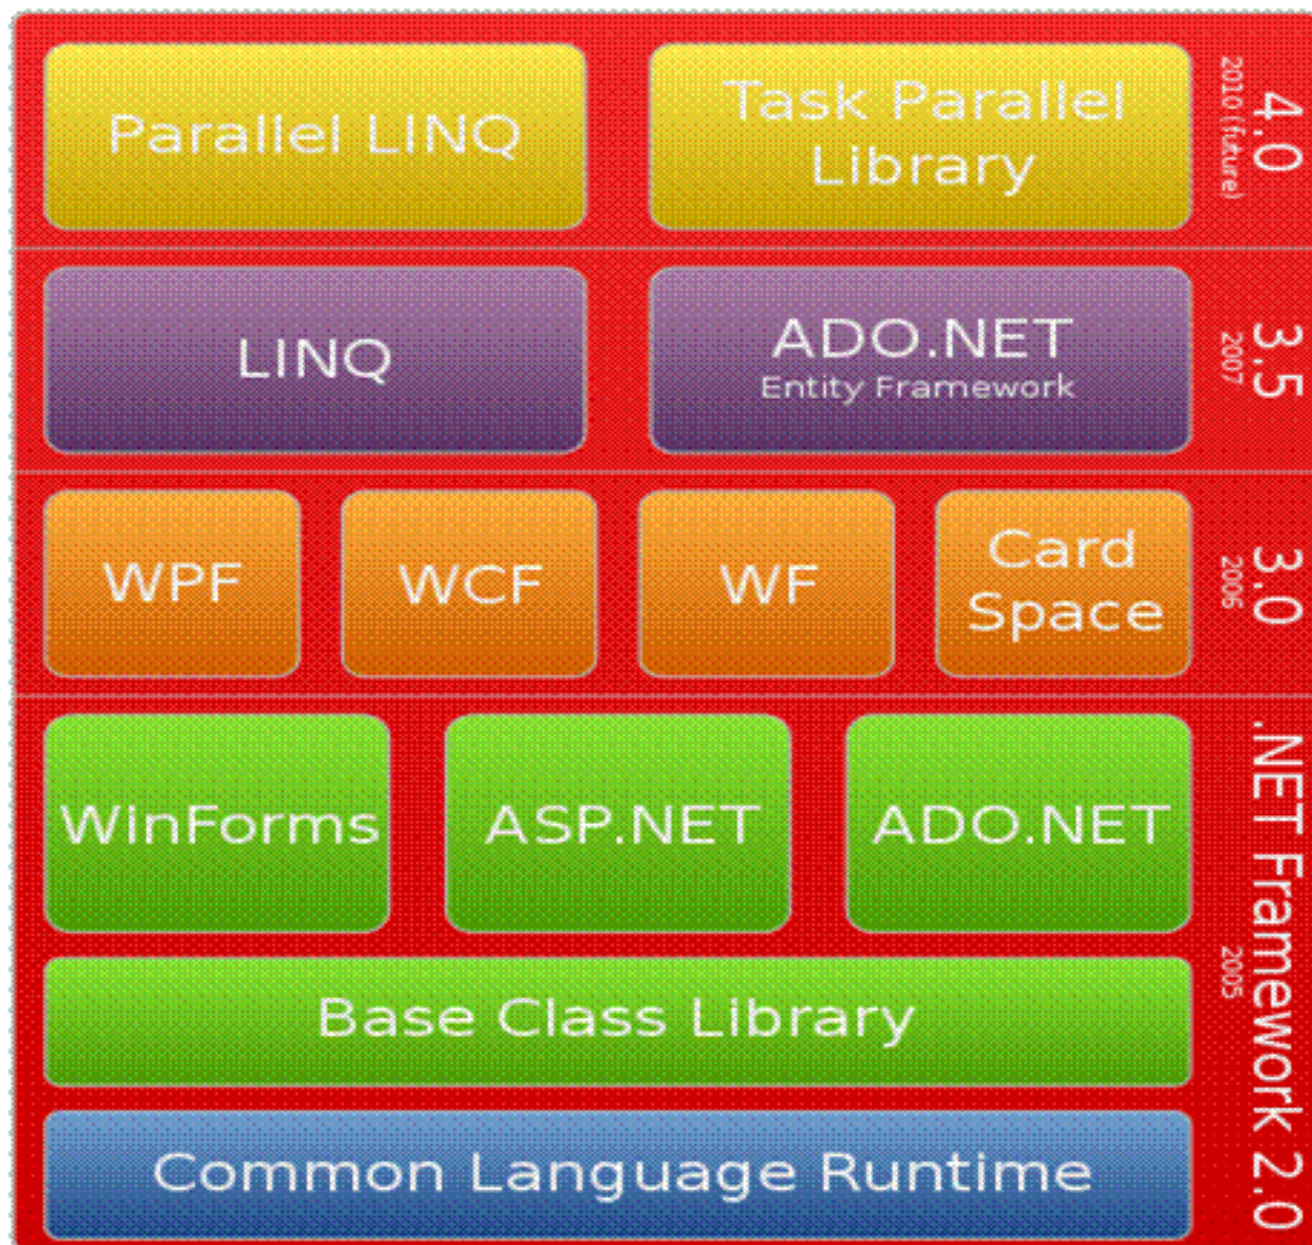 Parallel LINQ
Task Parallel
Library
4.0
2010 (future)
LINQ
ADO.NET
Entity Framework
3.5
2007
WPF
WCF
WF
Card
Space
3.0
2006
WinForms
ASP.NET
ADO.NET
Base Class Library
Common Language Runtime
.NET Framework 2.0
2005